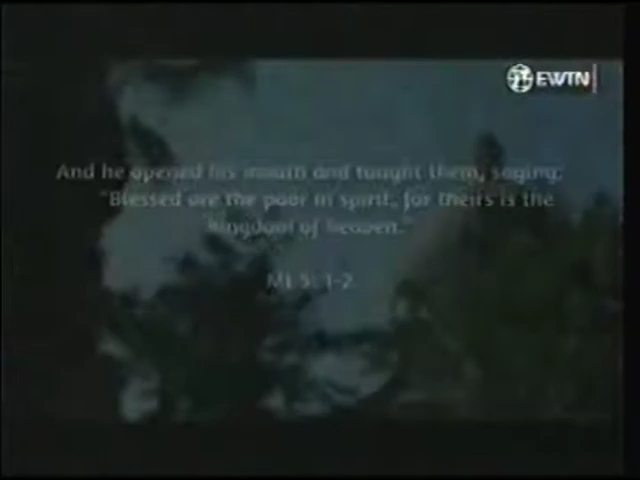 EWTN
And he opened his mouth and taught them, saying,
"Blessed are the poor in spirit, for theirs is the
kingdom of heaven."
Mt 5: 1-2